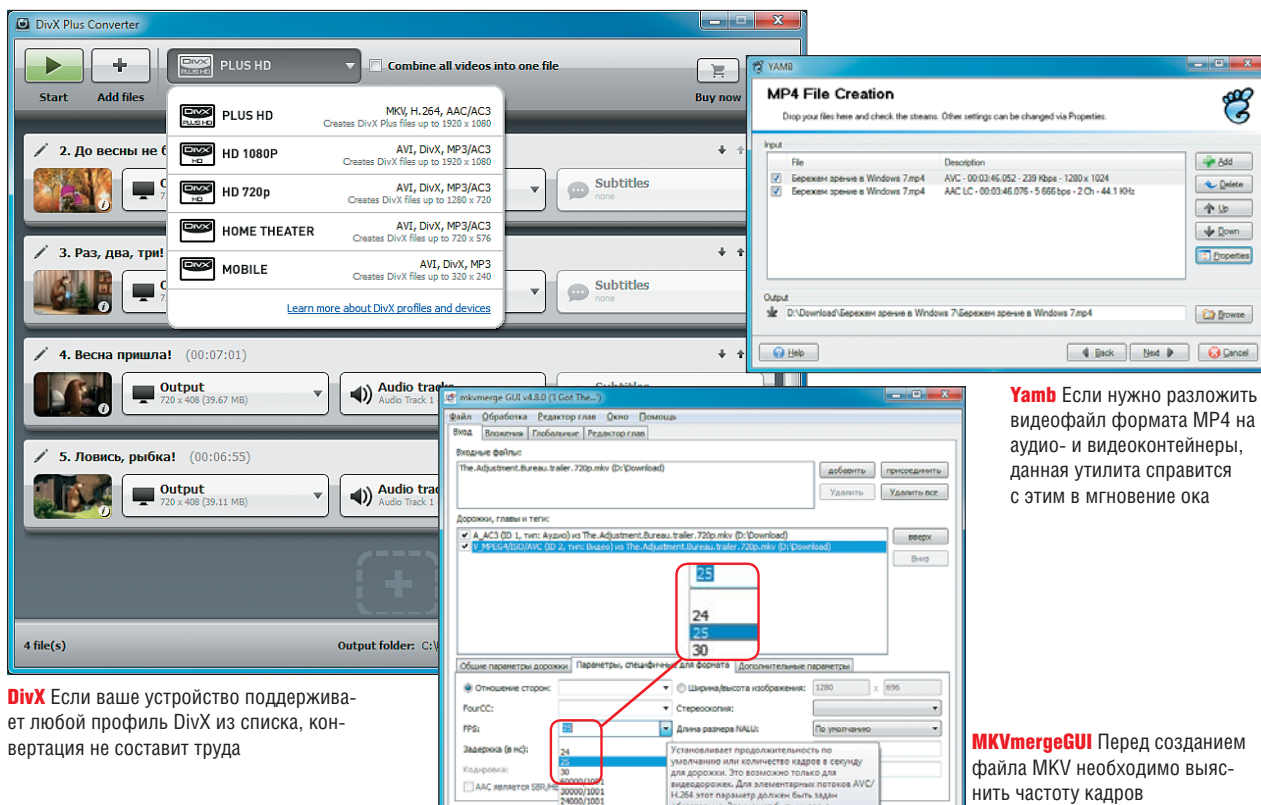 DivX Plus Converter
PLUS HD
Combine all videos into one file
Start
Add files
Buy now
PLUS HD
MKV, H.264, AAC/AC3
Creates DivX Plus files up to 1920 x 1080
HD 1080P
AVI, DivX, MP3/AC3
Creates DivX files up to 1920 x 1080
HD 720p
AVI, DivX, MP3/AC3
Creates DivX files up to 1280 x 720
HOME THEATER
AVI, DivX, MP3/AC3
Creates DivX files up to 720 x 576
MOBILE
AVI, DivX, MP3
Creates DivX files up to 320 x 240
Learn more about DivX profiles and devices
2. До весны не
Subtitles
none
3. Раз, два, три!
Subtitles
none
4. Весна пришла! (00:07:01)
Output
720 x 408 (39.67 MB)
Audio tracks
Audio Track 1
5. Ловись, рыбка! (00:06:55)
Output
720 x 408 (39.11 MB)
Audio trac
Audio Track 1
4 file(s)
Output folder: C:\
YAMB
MP4 File Creation
Drop your files here and check the streams. Other settings can be changed via Properties.
Input
File
Description
Бережем зрение в Windows 7.mp4
AVC - 00:03:46.052 - 239 Kbps - 1280 x 1024
Бережем зрение в Windows 7.mp4
AAC LC - 00:03:46.076 - 5 666 bps - 2 Ch - 44.1 KHz
Add
Delete
Up
Down
Properties
Output
D:\Download\Бережем зрение в Windows 7\Бережем зрение в Windows 7.mp4
Browse
Help
Back
Next
Cancel
Yamb Если нужно разложить
видеофайл формата MP4 на
аудио- и видеоконтейнеры,
данная утилита справится
с этим в мгновение ока
mkvmerge GUI v4.8.0 ('I Got The...')
Файл Обработка Редактор глав Окно Помощь
Вход Вложения Глобальные Редактор глав
Входные файлы:
The.Adjustment.Bureau.trailer.720p.mkv (D:\Download)
добавить
присоединить
Удалить
Удалить все
Дорожки, главы и теги:
A_AC3 (ID 1, тип: Аудио) из The.Adjustment.Bureau.trailer.720p.mkv (D:\Download)
V_MPEG4/ISO/AVC (ID 2, тип: Видео) из The.Adjustment.Bureau.trailer.720p.mkv (D:\Download)
вверх
Вниз
25
24
25
30
Общие параметры дорожки
Параметры, специфичные для формата
Дополнительные параметры
Отношение сторон:
Ширина/высота изображения:
1280 x 696
FourCC:
Стереоскопия:
FPS:
25
Длина размера NALU:
По умолчанию
Задержка (в нс):
24
25
30
60000/1001
30000/1001
24000/1001
Кодировка:
AAC является SBR/HE
Устанавливает продолжительность по
умолчанию или количество кадров в секунду
для дорожки. Это возможно только для
видеодорожек. Для элементарных потоков AVC/
H.264 этот параметр должен быть задан
DivX Если ваше устройство поддержива-
ет любой профиль DivX из списка, кон-
вертация не составит труда
MKVmergeGUI Перед созданием
файла MKV необходимо выяс-
нить частоту кадров